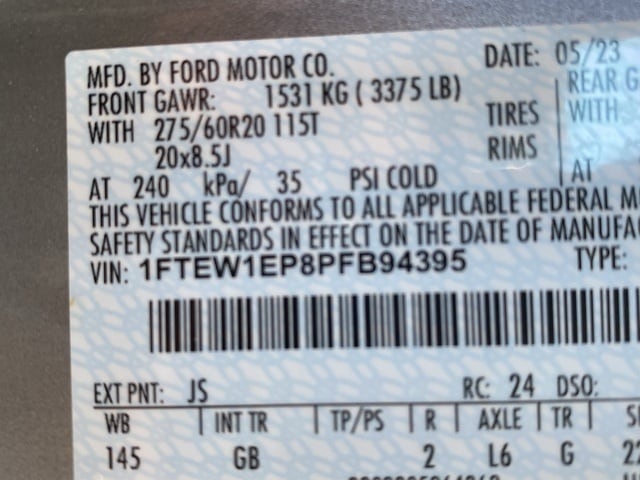 MFD. BY FORD MOTOR CO. DATE: 05/23
FRONT GAWR: 1531 KG ( 3375 LB) REAR G
WITH 275/60R20 115T TIRES WITH
20x8.5J RIMS
AT 240 kPa/ 35 PSI COLD AT
THIS VEHICLE CONFORMS TO ALL APPLICABLE FEDERAL M
SAFETY STANDARDS IN EFFECT ON THE DATE OF MANUFA
VIN: 1FTEW1EP8PFB94395 TYPE:
EXT PNT: JS RC: 24 DSO:
WB INT TR TP/PS R AXLE TR
145 GB 2 L6 G 22